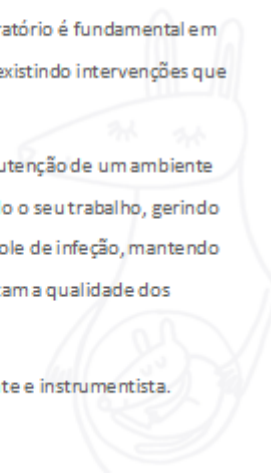 ratório é fundamental em
existindo intervenções que
utenção de um ambiente
o o seu trabalho, gerindo
ole de infeção, mantendo
tam a qualidade dos
te e instrumentista.